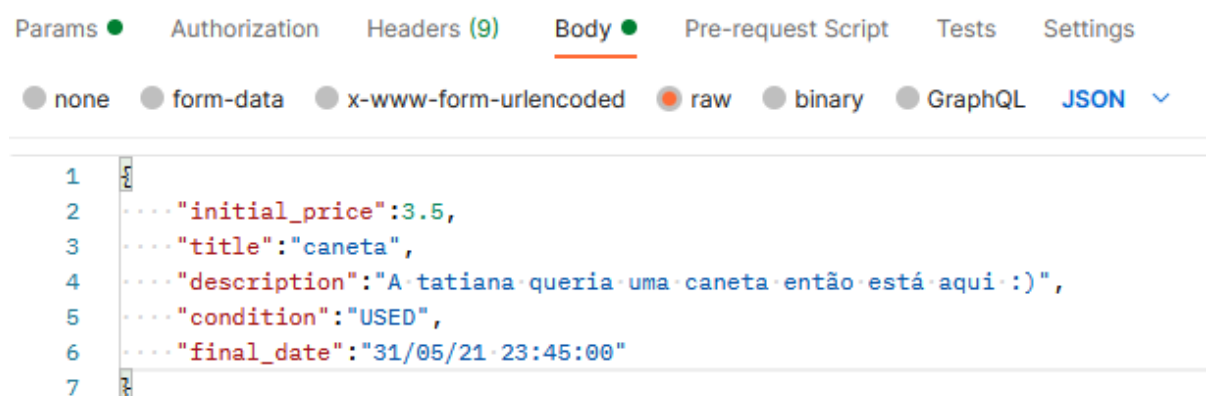 Params Authorization Headers (9) Body Pre-request Script Tests Settings
none form-data x-www-form-urlencoded raw binary GraphQL JSON
1 {
2 "initial_price":3.5,
3 "title":"caneta",
4 "description":"A tatiana queria uma caneta então está aqui :)",
5 "condition":"USED",
6 "final_date":"31/05/21 23:45:00"
7 }